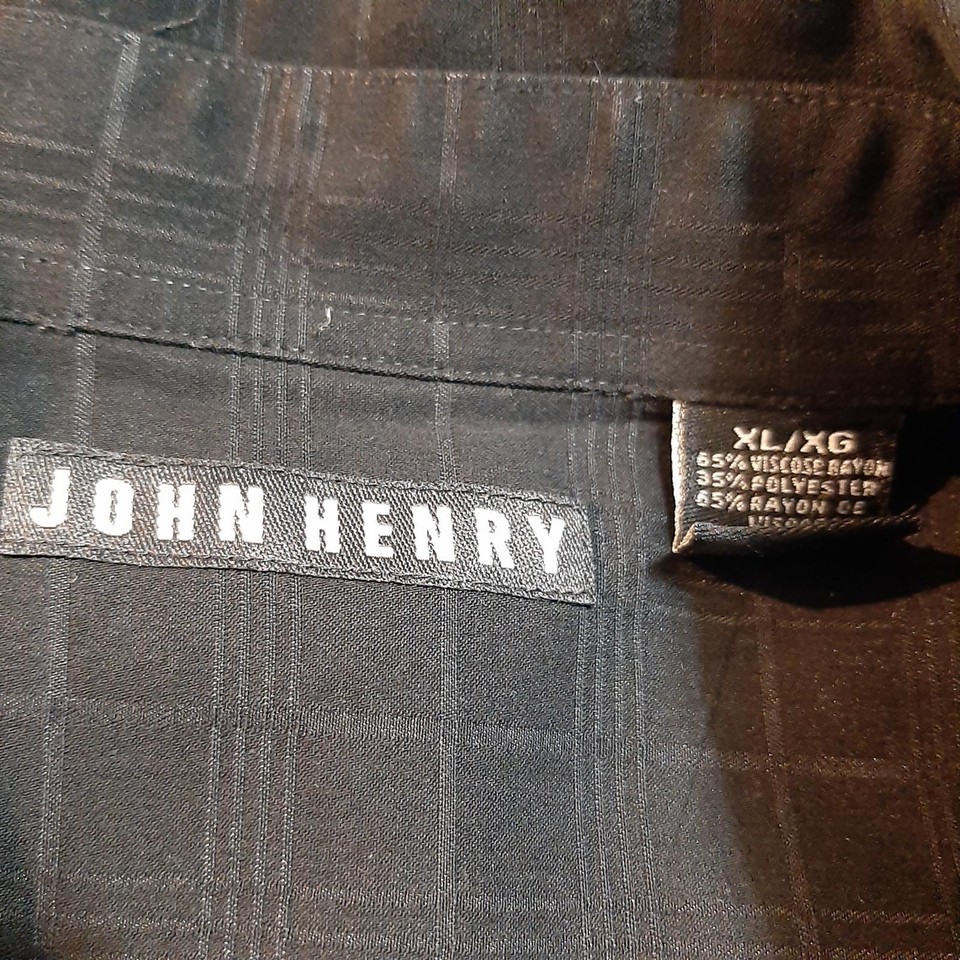 JOHN HENRY
XL/XG
65% VISCOSE RAYON
35% POLYESTER
65% RAYON DE